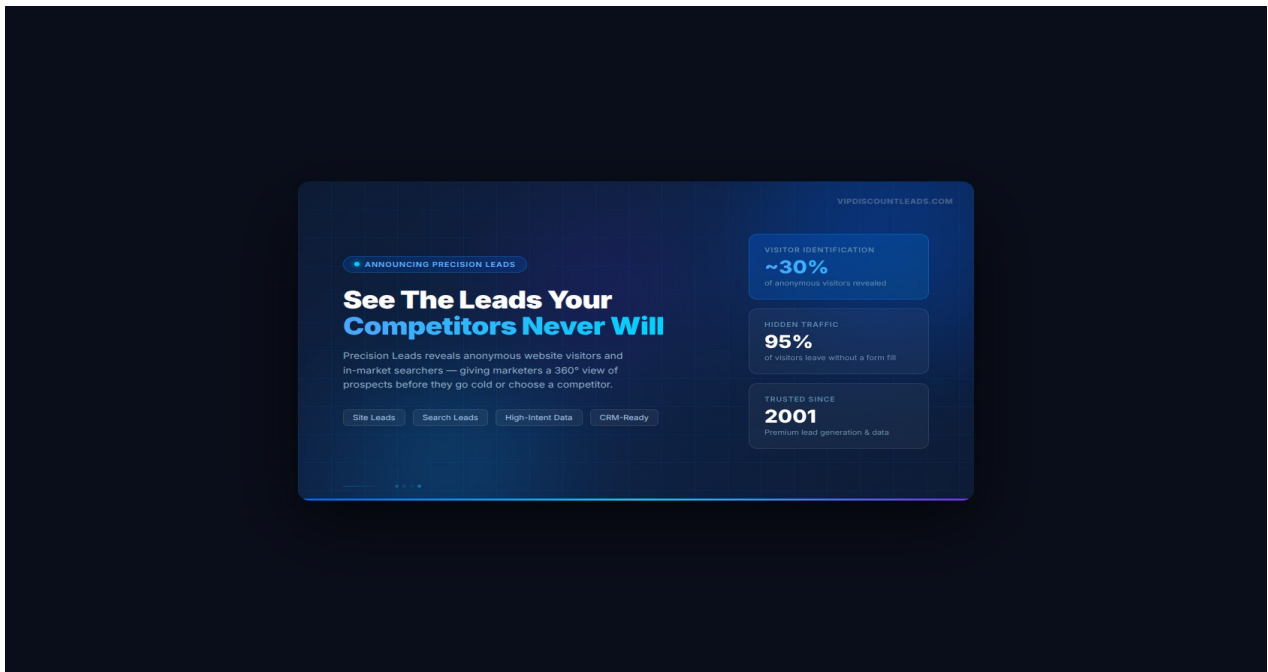 VIPDISCOUNTLEADS.COM
ANNOUNCING PRECISION LEADS
See The Leads Your
Competitors Never Will
Precision Leads reveals anonymous website visitors and
in-market searchers — giving marketers a 360° view of
prospects before they go cold or choose a competitor.
Site Leads
Search Leads
High-Intent Data
CRM-Ready
VISITOR IDENTIFICATION
~30%
of anonymous visitors revealed
HIDDEN TRAFFIC
95%
of visitors leave without a form fill
TRUSTED SINCE
2001
Premium lead generation & data